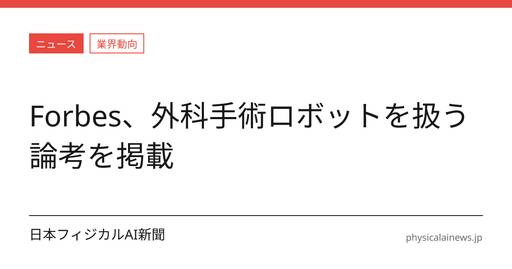 ニュース 業界動向
Forbes、外科手術ロボットを扱う
論考を掲載
日本フィジカルAI新聞
physicalainews.jp